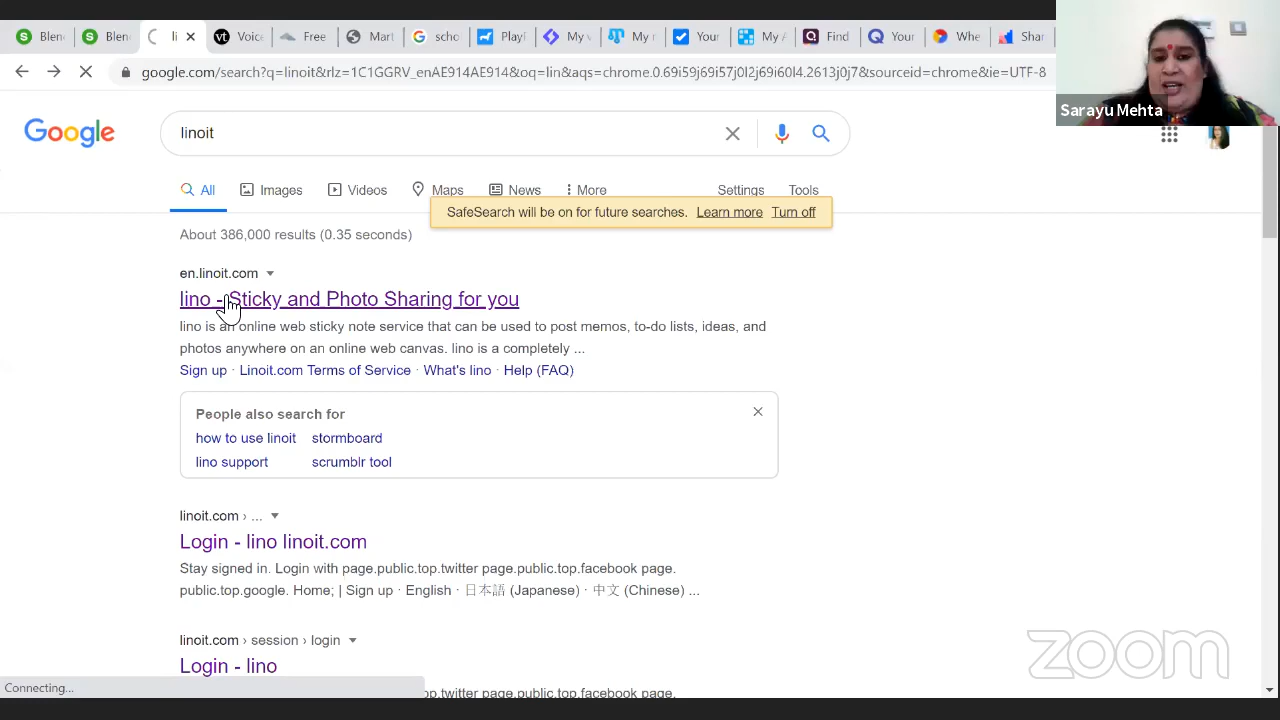 Blen
Blen
li
Voice
Free
Mart
scho
Playf
My v
My r
Your
My A
Find
Your
Whe
Shar
google.com/search?q=linoit&rlz=1C1GGRV_enAE914AE914&oq=lin&aqs=chrome.0.69i59j69i57j0l2j69i60l4.2613j0j7&sourceid=chrome&ie=UTF-8
Sarayu Mehta
Google
linoit
All Images Videos Maps News More Settings Tools
SafeSearch will be on for future searches. Learn more Turn off
About 386,000 results (0.35 seconds)
en.linoit.com
lino - Sticky and Photo Sharing for you
lino is an online web sticky note service that can be used to post memos, to-do lists, ideas, and
photos anywhere on an online web canvas. lino is a completely ...
Sign up · Linoit.com Terms of Service · What's lino · Help (FAQ)
People also search for
how to use linoit stormboard
lino support scrumblr tool
linoit.com › ...
Login - lino linoit.com
Stay signed in. Login with page.public.top.twitter page.public.top.facebook page.
public.top.google. Home; | Sign up · English · 日本語 (Japanese) · 中文 (Chinese) ...
linoit.com › session › login
Login - lino
page.public.top.facebook page.
Connecting...
zoom